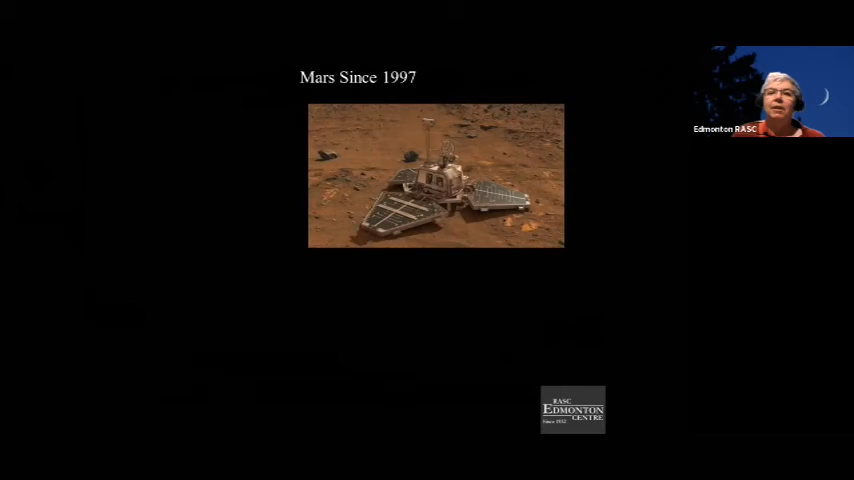 Mars Since 1997
Edmonton RASC
RASC
EDMONTON
CENTRE
Since 1932